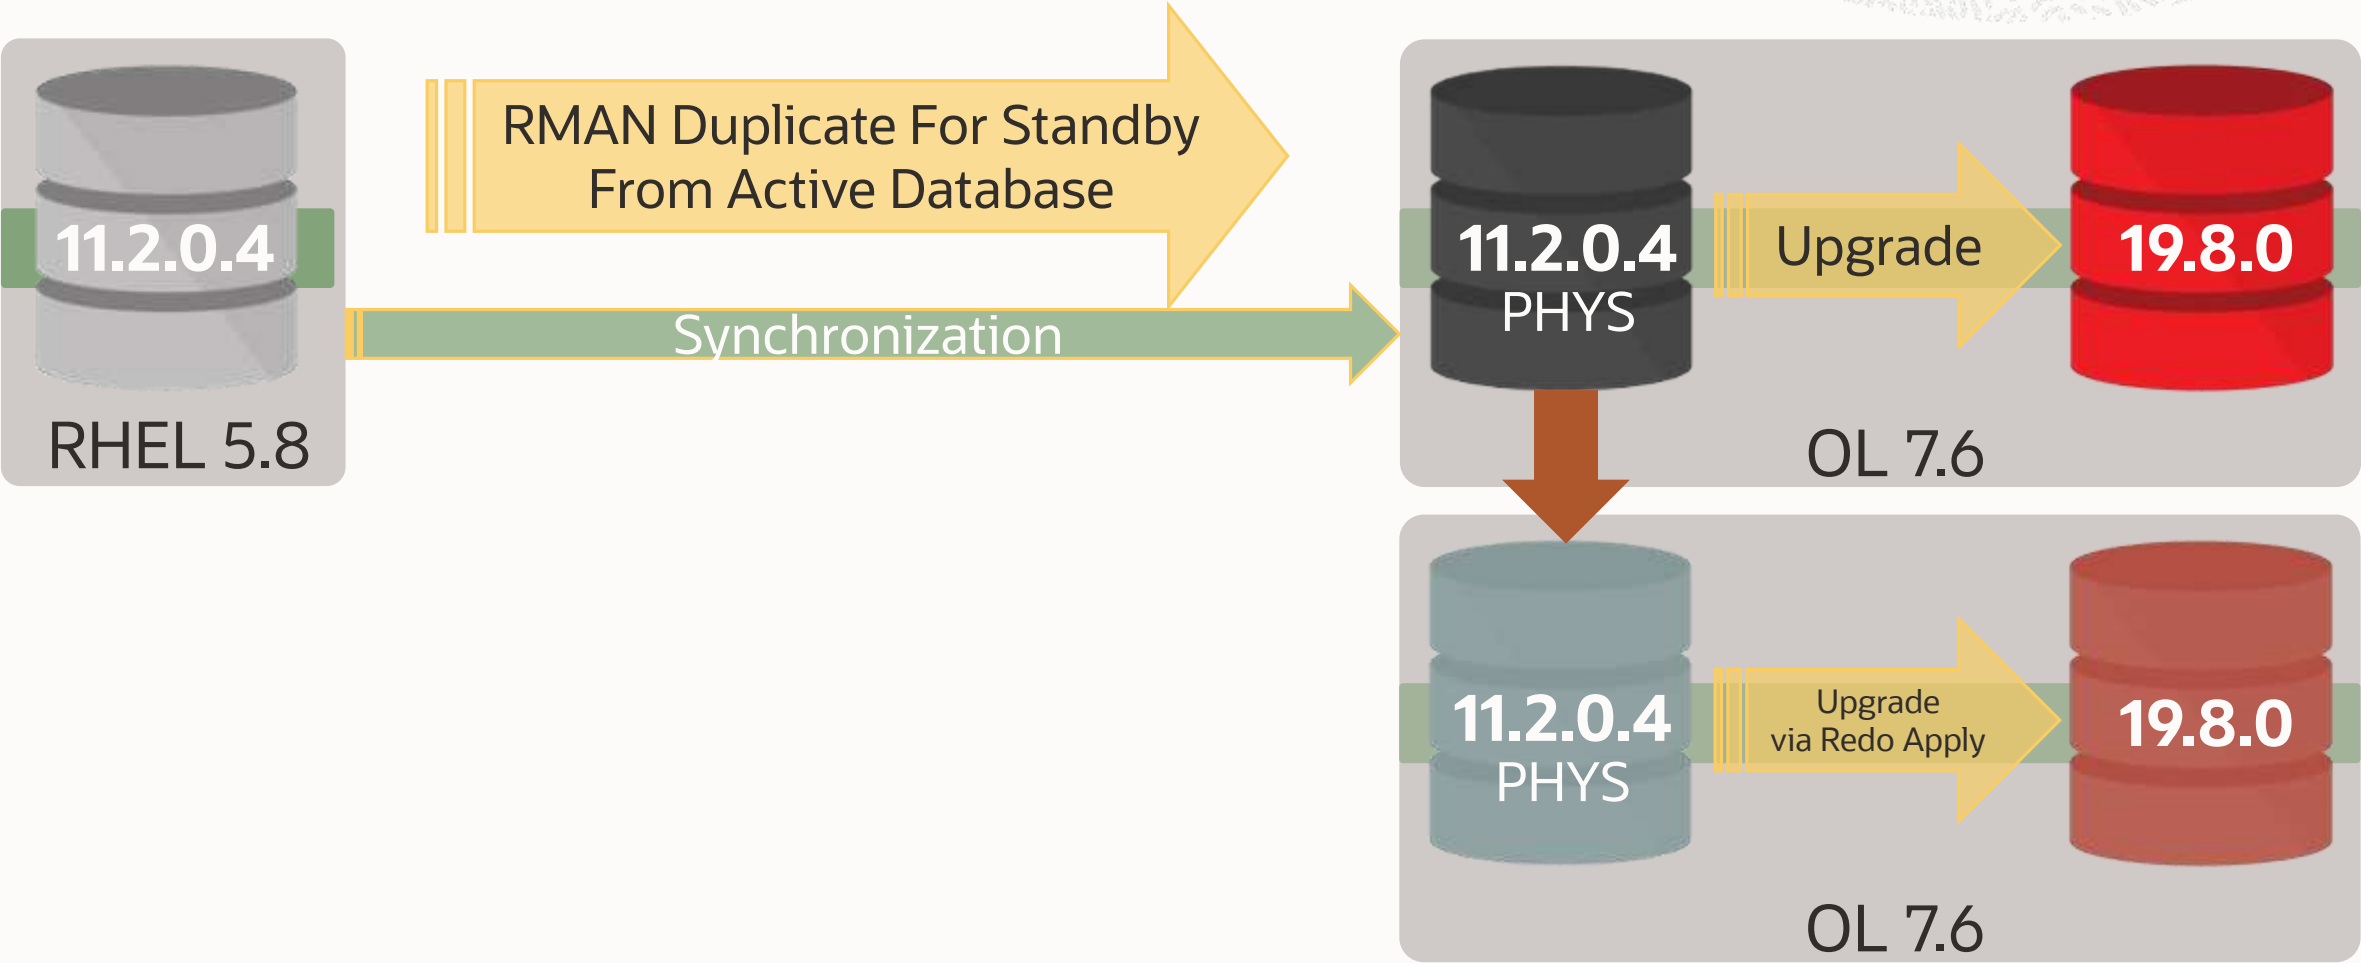 11.2.0.4
RHEL 5.8
RMAN Duplicate For Standby
From Active Database
Synchronization
11.2.0.4
PHYS
Upgrade
19.8.0
OL 7.6
11.2.0.4
PHYS
Upgrade
via Redo Apply
19.8.0
OL 7.6